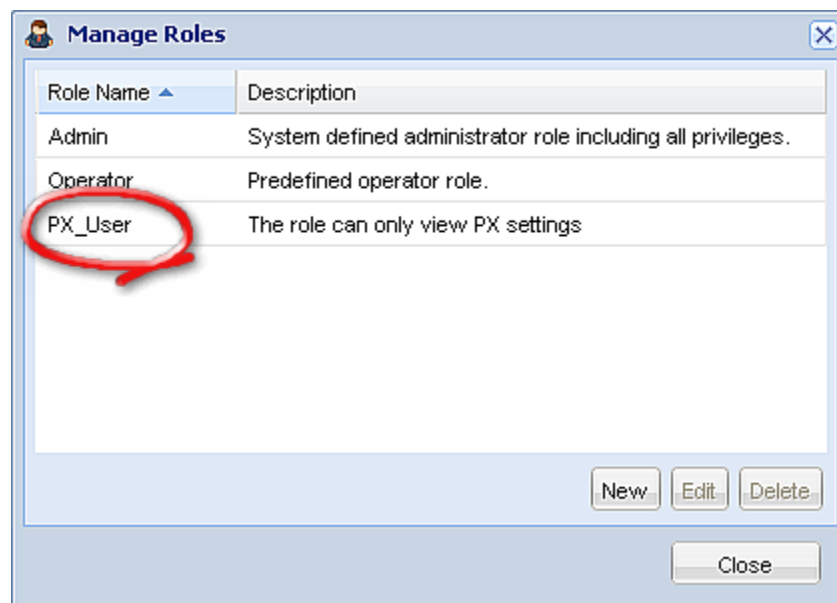 Manage Roles
Role Name Description
Admin System defined administrator role including all privileges.
Operator Predefined operator role.
PX_User The role can only view PX settings
New Edit Delete
Close